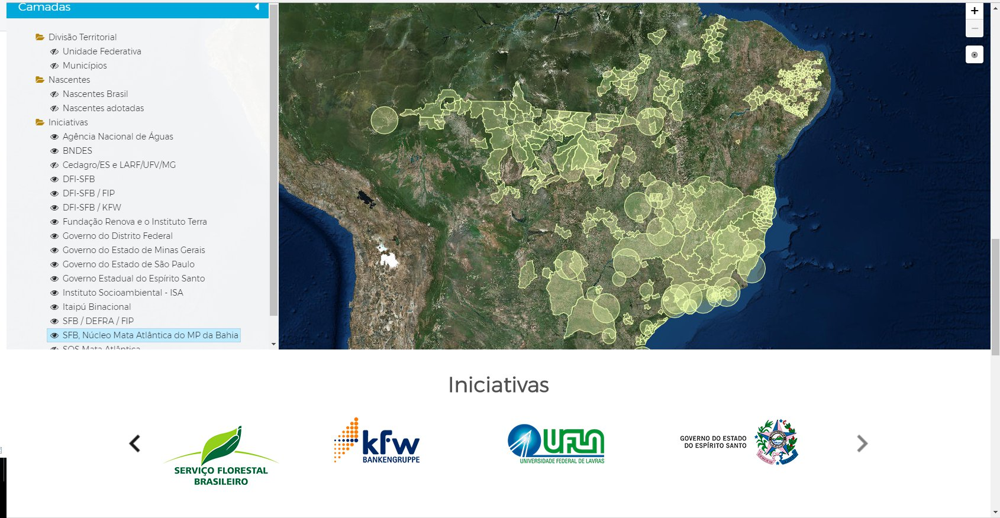 Camadas
Divisão Territorial
Unidade Federativa
Municípios
Nascentes
Nascentes Brasil
Nascentes adotadas
Iniciativas
Agência Nacional de Águas
BNDES
Cedagro/ES e LARF/UFV/MG
DFI-SFB
DFI-SFB / FIP
DFI-SFB / KFW
Fundação Renova e o Instituto Terra
Governo do Distrito Federal
Governo do Estado de Minas Gerais
Governo do Estado de São Paulo
Governo Estadual do Espírito Santo
Instituto Socioambiental - ISA
Itaipú Binacional
SFB / DEFRA / FIP
SFB, Núcleo Mata Atlântica do MP da Bahia
SOS Mata Atlântica
+
−
Iniciativas
SERVIÇO FLORESTAL
BRASILEIRO
kfw
BANKENGRUPPE
UFLA
UNIVERSIDADE FEDERAL DE LAVRAS
GOVERNO DO ESTADO
DO ESPÍRITO SANTO